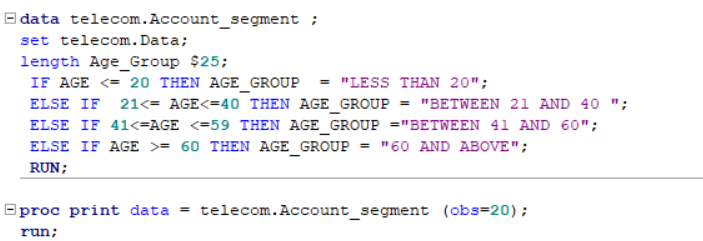 data telecom.Account_segment ;
set telecom.Data;
length Age_Group $25;
IF AGE <= 20 THEN AGE_GROUP  = "LESS THAN 20";
ELSE IF  21<= AGE<=40 THEN AGE_GROUP = "BETWEEN 21 AND 40 ";
ELSE IF 41<=AGE <=59 THEN AGE_GROUP ="BETWEEN 41 AND 60";
ELSE IF AGE >= 60 THEN AGE_GROUP = "60 AND ABOVE";
RUN;
proc print data = telecom.Account_segment (obs=20);
run;